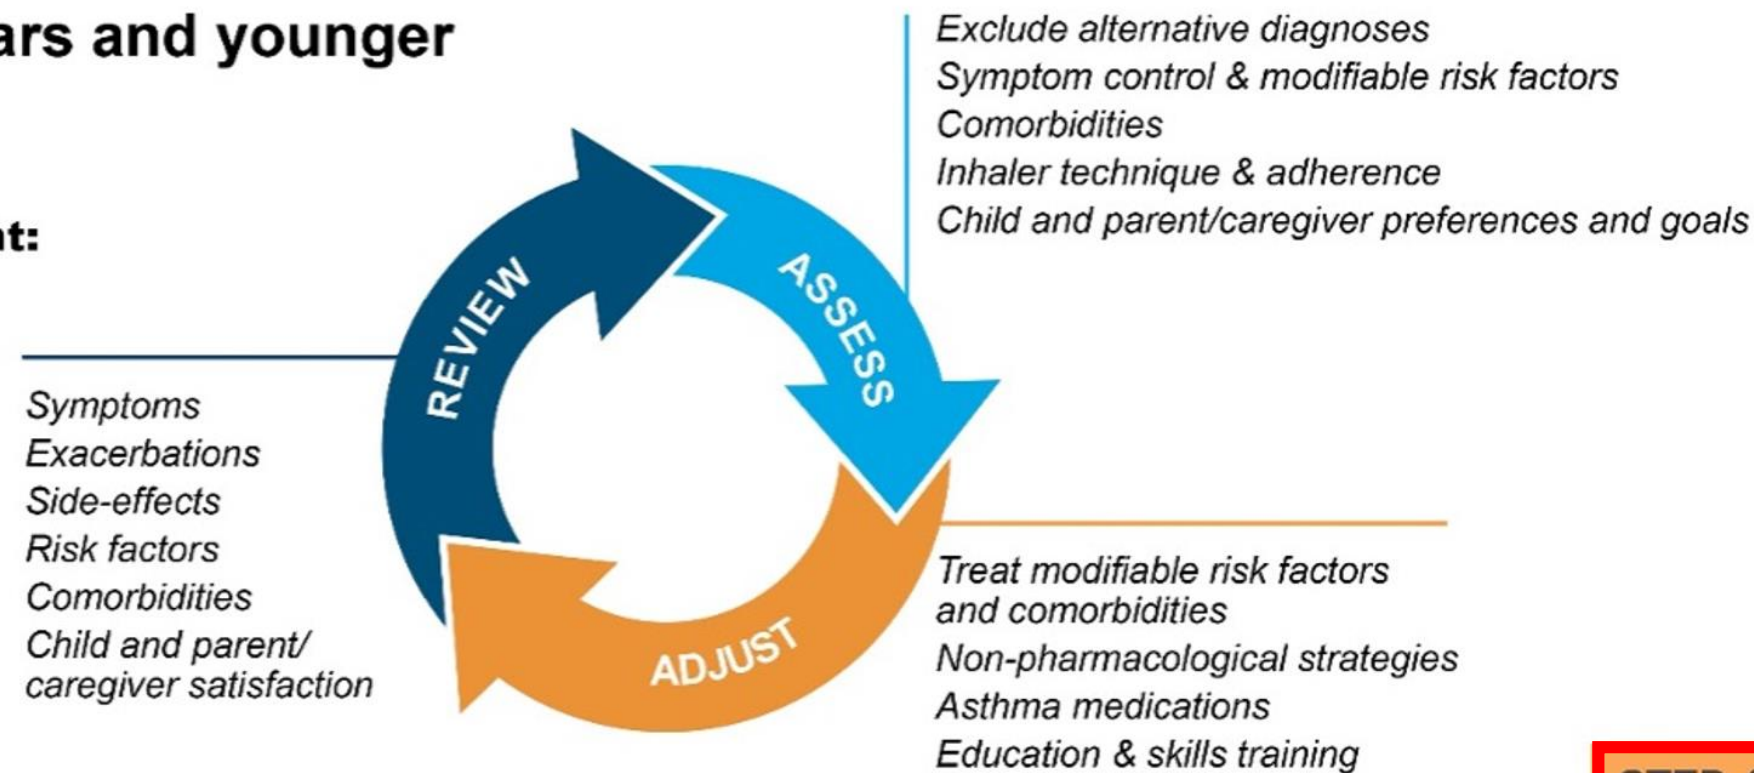 ars and younger
nt:
REVIEW
Symptoms
Exacerbations
Side-effects
Risk factors
Comorbidities
Child and parent/
caregiver satisfaction
ASSESS
Exclude alternative diagnoses
Symptom control & modifiable risk factors
Comorbidities
Inhaler technique & adherence
Child and parent/caregiver preferences and goals
ADJUST
Treat modifiable risk factors
and comorbidities
Non-pharmacological strategies
Asthma medications
Education & skills training